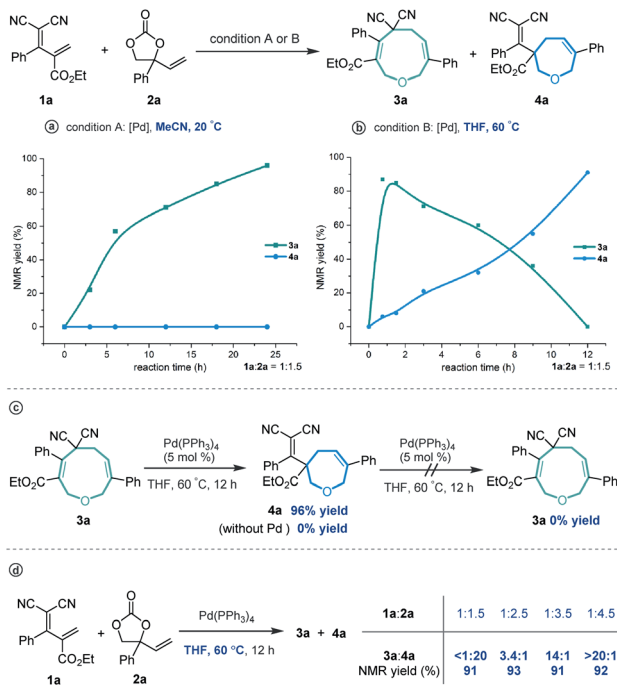 NC CN
Ph
CO₂Et
1a
+
O
O O
Ph
2a
condition A or B
NC CN
Ph
EtO₂C
O
Ph
3a
+
NC CN
Ph
EtO₂C
O
Ph
4a
ⓐ condition A: [Pd], MeCN, 20 °C
NMR yield (%)
100
80
60
40
20
0
3a
4a
0 5 10 15 20 25
reaction time (h) 1a:2a = 1:1.5
ⓑ condition B: [Pd], THF, 60 °C
NMR yield (%)
100
80
60
40
20
0
3a
4a
0 2 4 6 8 10 12
reaction time (h) 1a:2a = 1:1.5
ⓒ
NC CN
Ph
EtO₂C
O
Ph
3a
Pd(PPh₃)₄
(5 mol %)
THF, 60 °C, 12 h
NC CN
Ph
EtO₂C
O
Ph
4a 96% yield
(without Pd ) 0% yield
Pd(PPh₃)₄
(5 mol %)
THF, 60 °C, 12 h
NC CN
Ph
EtO₂C
O
Ph
3a 0% yield
ⓓ
NC CN
Ph
CO₂Et
1a
+
O
O O
Ph
2a
Pd(PPh₃)₄
THF, 60 °C, 12 h
3a + 4a
1a:2a 1:1.5 1:2.5 1:3.5 1:4.5
3a:4a <1:20 3.4:1 14:1 >20:1
NMR yield (%) 91 93 91 92